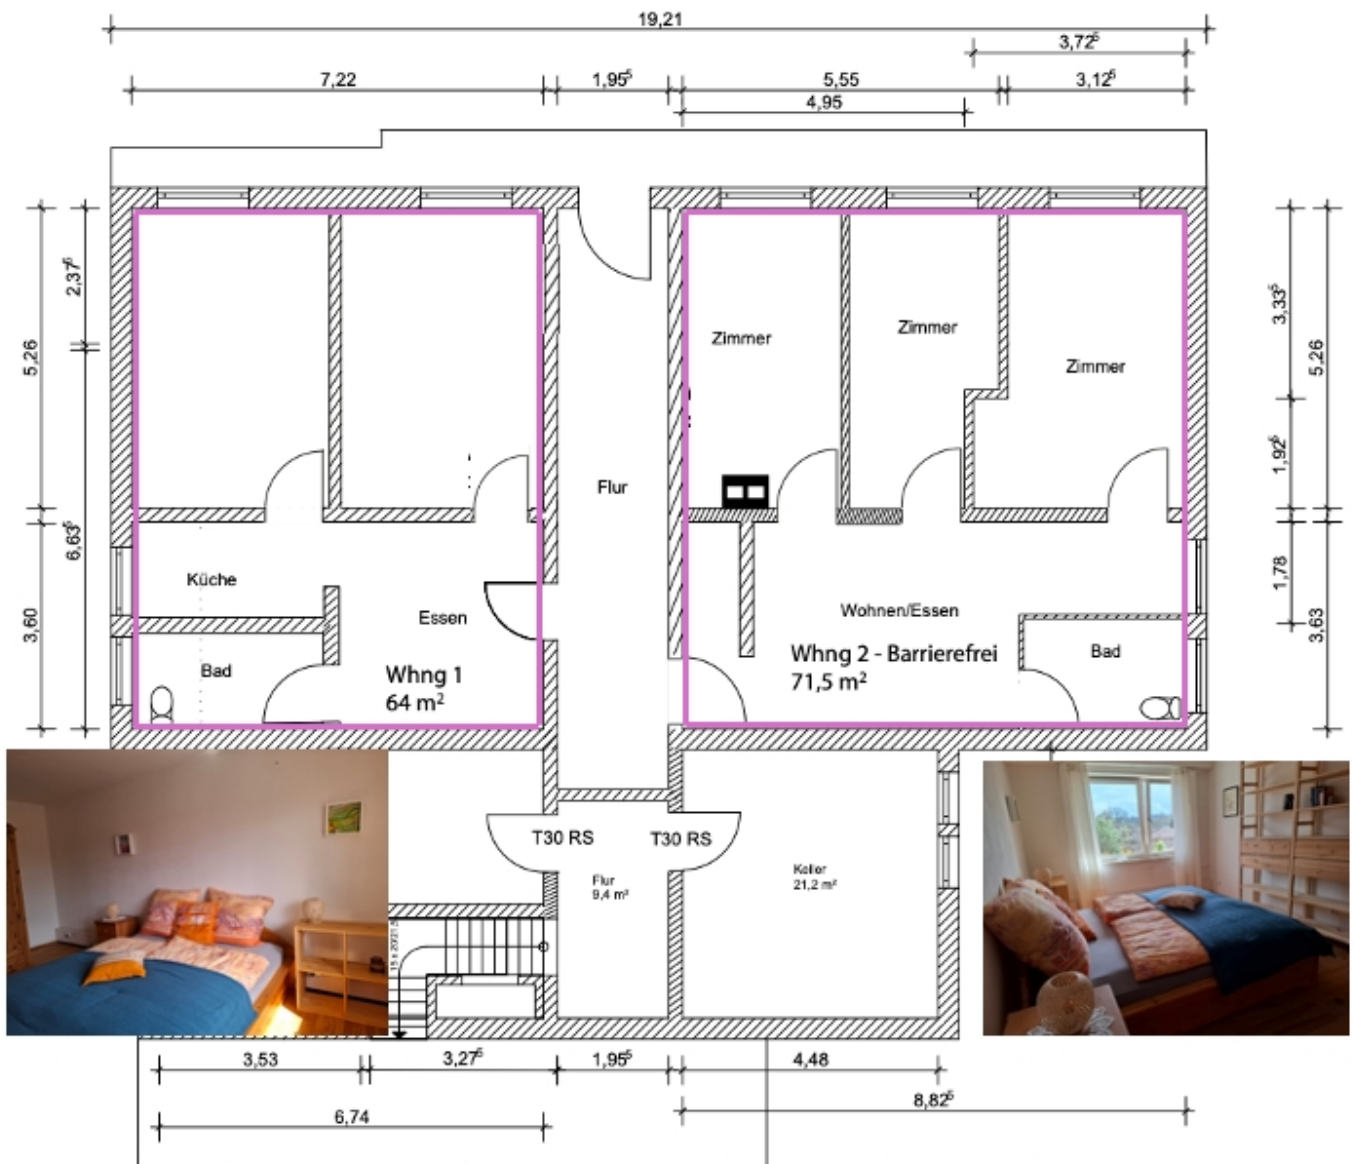 19,21
3,72⁵
7,22
1,95⁵
5,55
3,12⁵
4,95
2,37⁵
5,26
6,63⁵
3,60
3,33⁵
5,26
1,92⁵
1,78
3,63
Zimmer
Zimmer
Zimmer
Flur
Küche
Essen
Wohnen/Essen
Bad
Whng 1
64 m²
Whng 2 - Barrierefrei
71,5 m²
Bad
T30 RS
T30 RS
Flur
9,4 m²
Keller
21,2 m²
3,53
3,27⁵
1,95⁵
4,48
8,82⁵
6,74